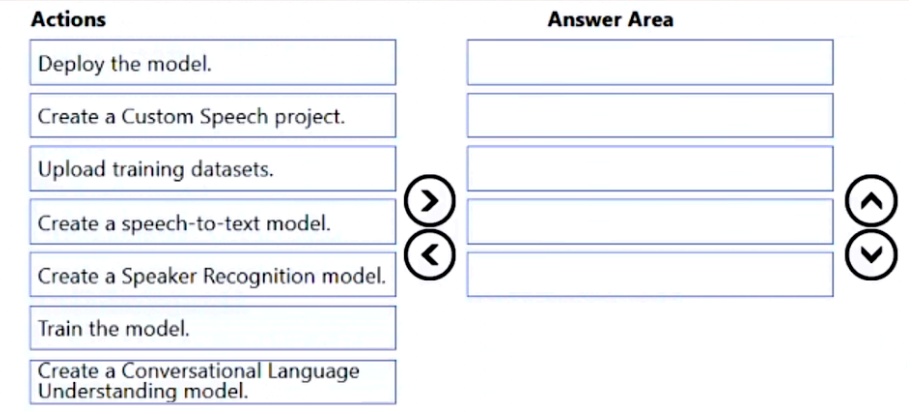 Actions
Answer Area
Deploy the model.
Create a Custom Speech project.
Upload training datasets.
Create a speech-to-text model.
Create a Speaker Recognition model.
Train the model.
Create a Conversational Language
Understanding model.